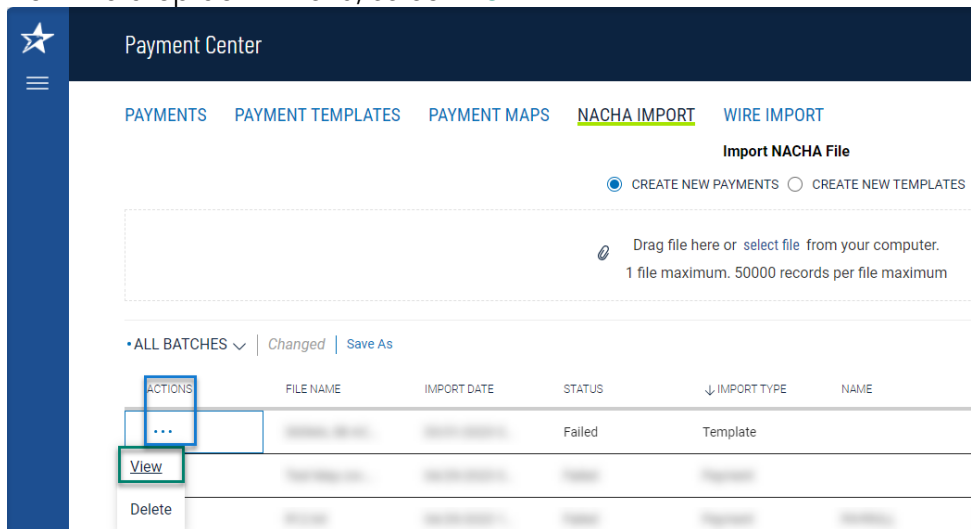 Payment Center
PAYMENTS PAYMENT TEMPLATES PAYMENT MAPS NACHA IMPORT WIRE IMPORT
Import NACHA File
CREATE NEW PAYMENTS CREATE NEW TEMPLATES
Drag file here or select file from your computer.
1 file maximum. 50000 records per file maximum
ALL BATCHES Changed Save As
ACTIONS FILE NAME IMPORT DATE STATUS IMPORT TYPE NAME
... Failed Template
View
Delete